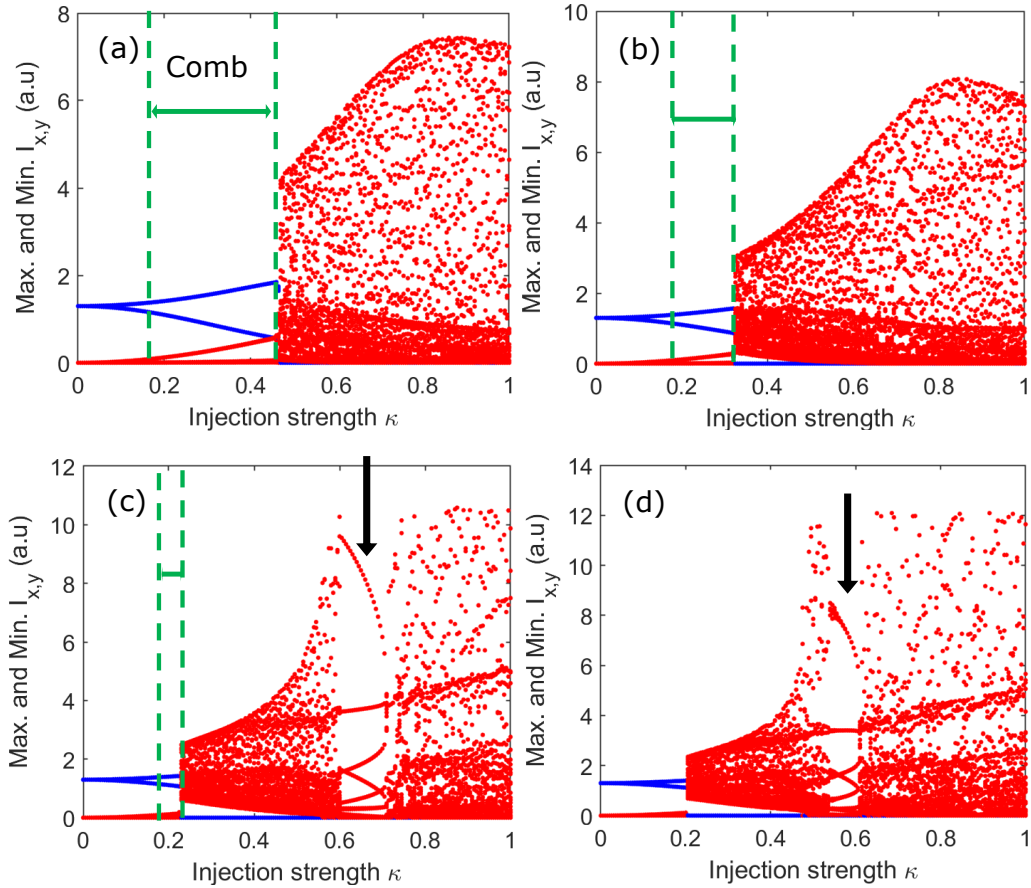 (a)
Comb
8
6
4
2
0
Max. and Min. I_x,y (a.u)
0 0.2 0.4 0.6 0.8 1
Injection strength κ
(b)
10
8
6
4
2
0
Max. and Min. I_x,y (a.u)
0 0.2 0.4 0.6 0.8 1
Injection strength κ
(c)
12
10
8
6
4
2
0
Max. and Min. I_x,y (a.u)
0 0.2 0.4 0.6 0.8 1
Injection strength κ
(d)
14
12
10
8
6
4
2
0
Max. and Min. I_x,y (a.u)
0 0.2 0.4 0.6 0.8 1
Injection strength κ